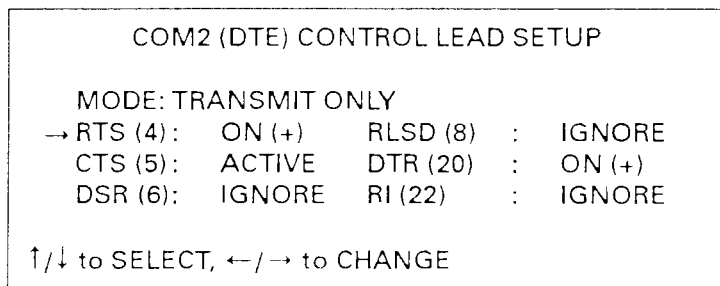 COM2 (DTE) CONTROL LEAD SETUP
MODE: TRANSMIT ONLY
→ RTS (4): ON (+) RLSD (8) : IGNORE
CTS (5): ACTIVE DTR (20) : ON (+)
DSR (6): IGNORE RI (22) : IGNORE
↑/↓ to SELECT, ←/→ to CHANGE